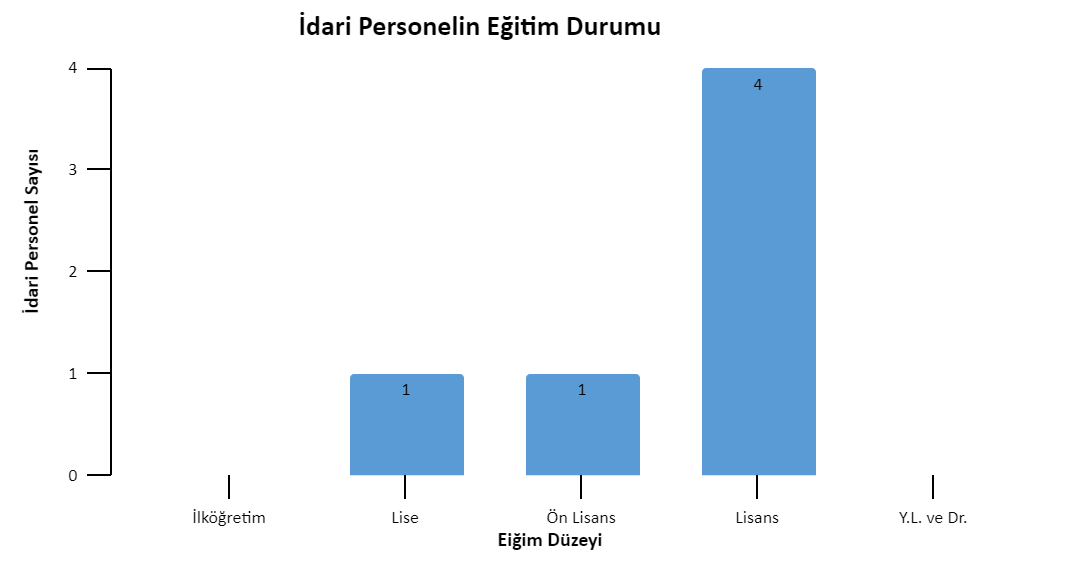 İdari Personelin Eğitim Durumu
İdari Personel Sayısı
4
3
2
1
0
1
1
4
İlköğretim
Lise
Ön Lisans
Lisans
Y.L. ve Dr.
Eiğim Düzeyi